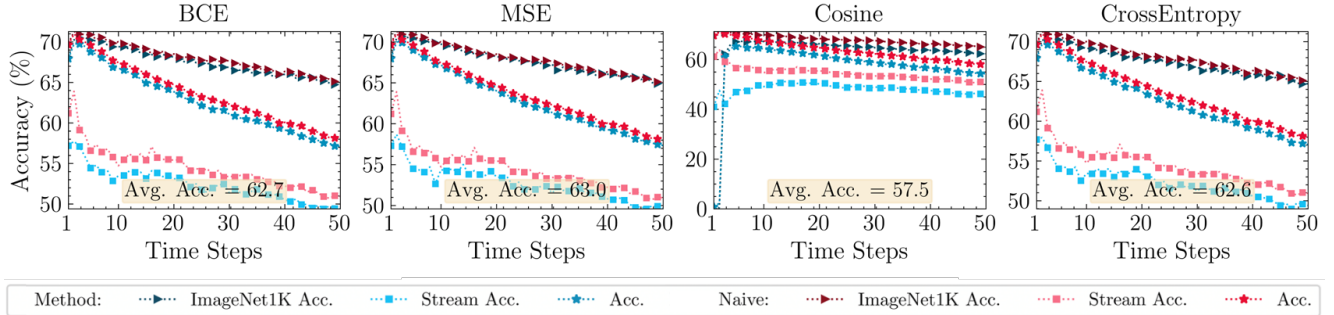 BCE
MSE
Cosine
CrossEntropy
Accuracy (%)
70
65
60
55
50
Avg. Acc. = 62.7
1 10 20 30 40 50
Time Steps
70
65
60
55
50
Avg. Acc. = 63.0
1 10 20 30 40 50
Time Steps
60
40
20
0
Avg. Acc. = 57.5
1 10 20 30 40 50
Time Steps
70
65
60
55
50
Avg. Acc. = 62.6
1 10 20 30 40 50
Time Steps
Method: ImageNet1K Acc. Stream Acc. Acc. Naive: ImageNet1K Acc. Stream Acc. Acc.